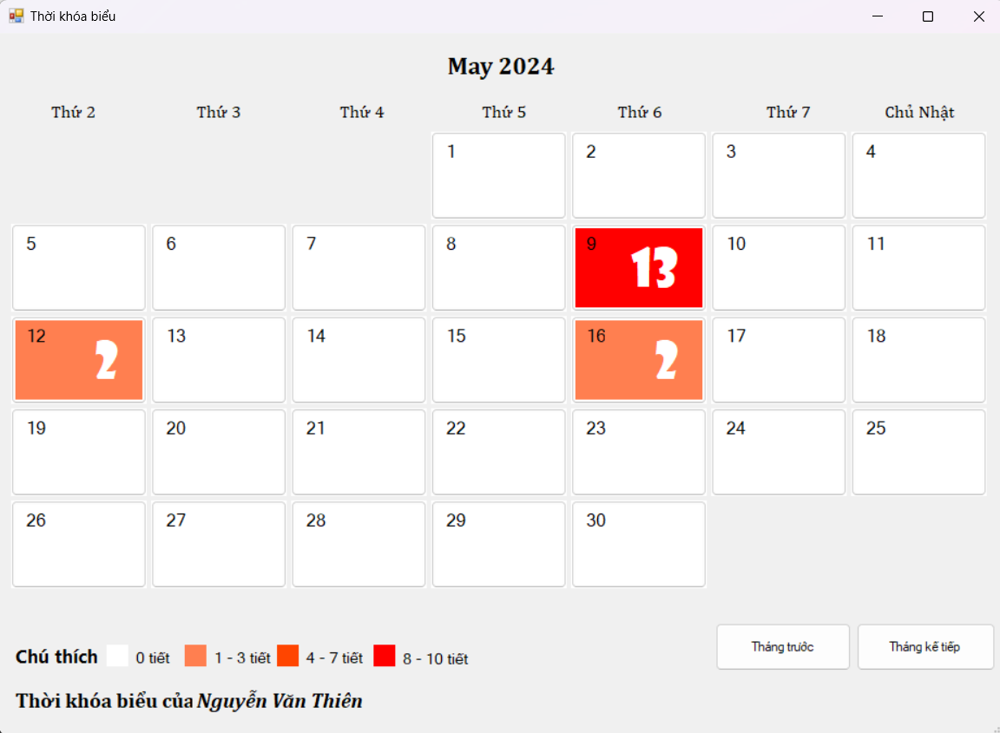 Thời khóa biểu
May 2024
Thứ 2 Thứ 3 Thứ 4 Thứ 5 Thứ 6 Thứ 7 Chủ Nhật
1 2 3 4
5 6 7 8 9 13 10 11
12 2 13 14 15 16 2 17 18
19 20 21 22 23 24 25
26 27 28 29 30
Tháng trước Tháng kế tiếp
Chú thích 0 tiết 1 - 3 tiết 4 - 7 tiết 8 - 10 tiết
Thời khóa biểu của Nguyễn Văn Thiên